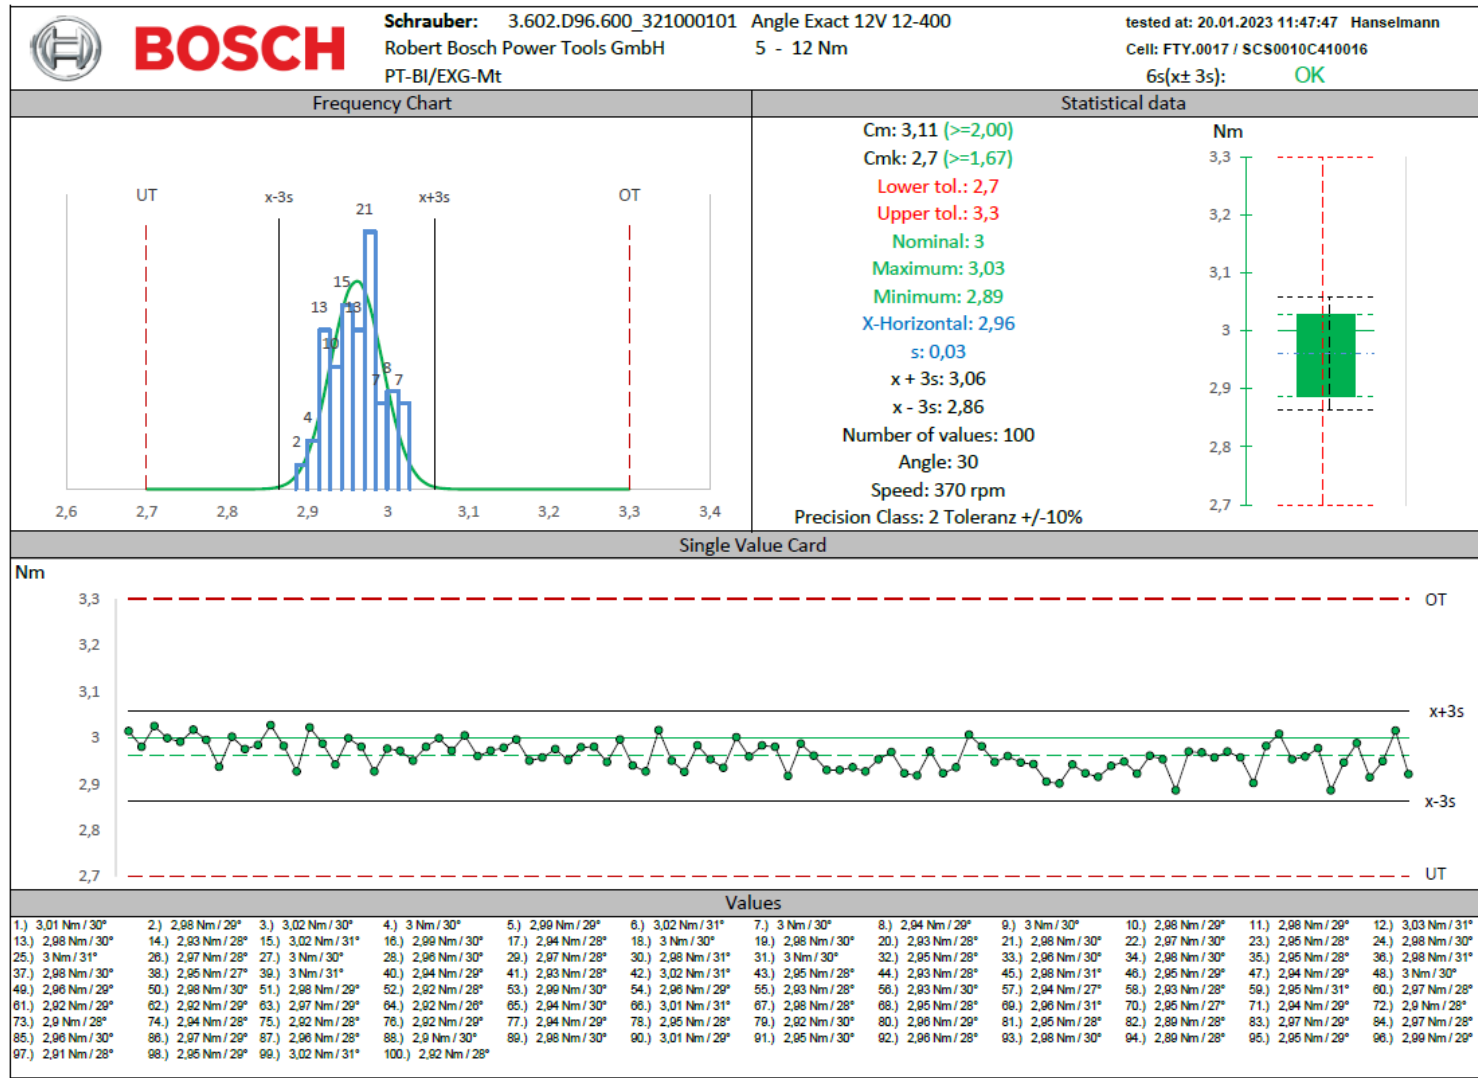 BOSCH
Schrauber: 3.602.D96.600_321000101 Angle Exact 12V 12-400
Robert Bosch Power Tools GmbH 5 - 12 Nm
PT-BI/EXG-Mt
tested at: 20.01.2023 11:47:47 Hanselmann
Cell: FTY.0017 / SCS0010C410016
6s(x± 3s): OK
Frequency Chart
UT x-3s x+3s OT
21
15
13 13
10
8
7 7
4
2
2,6 2,7 2,8 2,9 3 3,1 3,2 3,3 3,4
Statistical data
Cm: 3,11 (>=2,00)
Cmk: 2,7 (>=1,67)
Lower tol.: 2,7
Upper tol.: 3,3
Nominal: 3
Maximum: 3,03
Minimum: 2,89
X-Horizontal: 2,96
s: 0,03
x + 3s: 3,06
x - 3s: 2,86
Number of values: 100
Angle: 30
Speed: 370 rpm
Precision Class: 2 Toleranz +/-10%
Nm
3,3
3,2
3,1
3
2,9
2,8
2,7
Single Value Card
Nm
3,3 OT
3,2
3,1
x+3s
3
2,9
x-3s
2,8
2,7 UT
Values
1.) 3,01 Nm / 30° 2.) 2,98 Nm / 29° 3.) 3,02 Nm / 30° 4.) 3 Nm / 30° 5.) 2,99 Nm / 29° 6.) 3,02 Nm / 31° 7.) 3 Nm / 30° 8.) 2,94 Nm / 29° 9.) 3 Nm / 30° 10.) 2,98 Nm / 29° 11.) 2,98 Nm / 29° 12.) 3,03 Nm / 31°
13.) 2,98 Nm / 30° 14.) 2,93 Nm / 28° 15.) 3,02 Nm / 31° 16.) 2,99 Nm / 30° 17.) 2,94 Nm / 28° 18.) 3 Nm / 30° 19.) 2,98 Nm / 30° 20.) 2,93 Nm / 28° 21.) 2,98 Nm / 30° 22.) 2,97 Nm / 30° 23.) 2,95 Nm / 28° 24.) 2,98 Nm / 30°
25.) 3 Nm / 31° 26.) 2,97 Nm / 28° 27.) 3 Nm / 30° 28.) 2,96 Nm / 30° 29.) 2,97 Nm / 28° 30.) 2,98 Nm / 31° 31.) 3 Nm / 30° 32.) 2,95 Nm / 28° 33.) 2,96 Nm / 30° 34.) 2,98 Nm / 30° 35.) 2,95 Nm / 28° 36.) 2,98 Nm / 31°
37.) 2,98 Nm / 30° 38.) 2,95 Nm / 27° 39.) 3 Nm / 31° 40.) 2,94 Nm / 29° 41.) 2,93 Nm / 28° 42.) 3,02 Nm / 31° 43.) 2,95 Nm / 28° 44.) 2,93 Nm / 28° 45.) 2,98 Nm / 31° 46.) 2,95 Nm / 29° 47.) 2,94 Nm / 29° 48.) 3 Nm / 30°
49.) 2,96 Nm / 29° 50.) 2,98 Nm / 30° 51.) 2,98 Nm / 29° 52.) 2,92 Nm / 28° 53.) 2,99 Nm / 30° 54.) 2,96 Nm / 29° 55.) 2,93 Nm / 28° 56.) 2,93 Nm / 30° 57.) 2,94 Nm / 27° 58.) 2,93 Nm / 28° 59.) 2,95 Nm / 31° 60.) 2,97 Nm / 28°
61.) 2,92 Nm / 29° 62.) 2,92 Nm / 29° 63.) 2,97 Nm / 29° 64.) 2,92 Nm / 26° 65.) 2,94 Nm / 30° 66.) 3,01 Nm / 31° 67.) 2,98 Nm / 28° 68.) 2,95 Nm / 28° 69.) 2,96 Nm / 31° 70.) 2,95 Nm / 27° 71.) 2,94 Nm / 29° 72.) 2,9 Nm / 28°
73.) 2,9 Nm / 28° 74.) 2,94 Nm / 28° 75.) 2,92 Nm / 28° 76.) 2,92 Nm / 29° 77.) 2,94 Nm / 29° 78.) 2,95 Nm / 28° 79.) 2,92 Nm / 30° 80.) 2,96 Nm / 29° 81.) 2,95 Nm / 28° 82.) 2,89 Nm / 28° 83.) 2,97 Nm / 29° 84.) 2,97 Nm / 28°
85.) 2,96 Nm / 30° 86.) 2,97 Nm / 29° 87.) 2,96 Nm / 28° 88.) 2,9 Nm / 30° 89.) 2,98 Nm / 30° 90.) 3,01 Nm / 29° 91.) 2,95 Nm / 30° 92.) 2,96 Nm / 28° 93.) 2,98 Nm / 30° 94.) 2,89 Nm / 28° 95.) 2,95 Nm / 29° 96.) 2,99 Nm / 29°
97.) 2,91 Nm / 28° 98.) 2,95 Nm / 29° 99.) 3,02 Nm / 31° 100.) 2,92 Nm / 28°